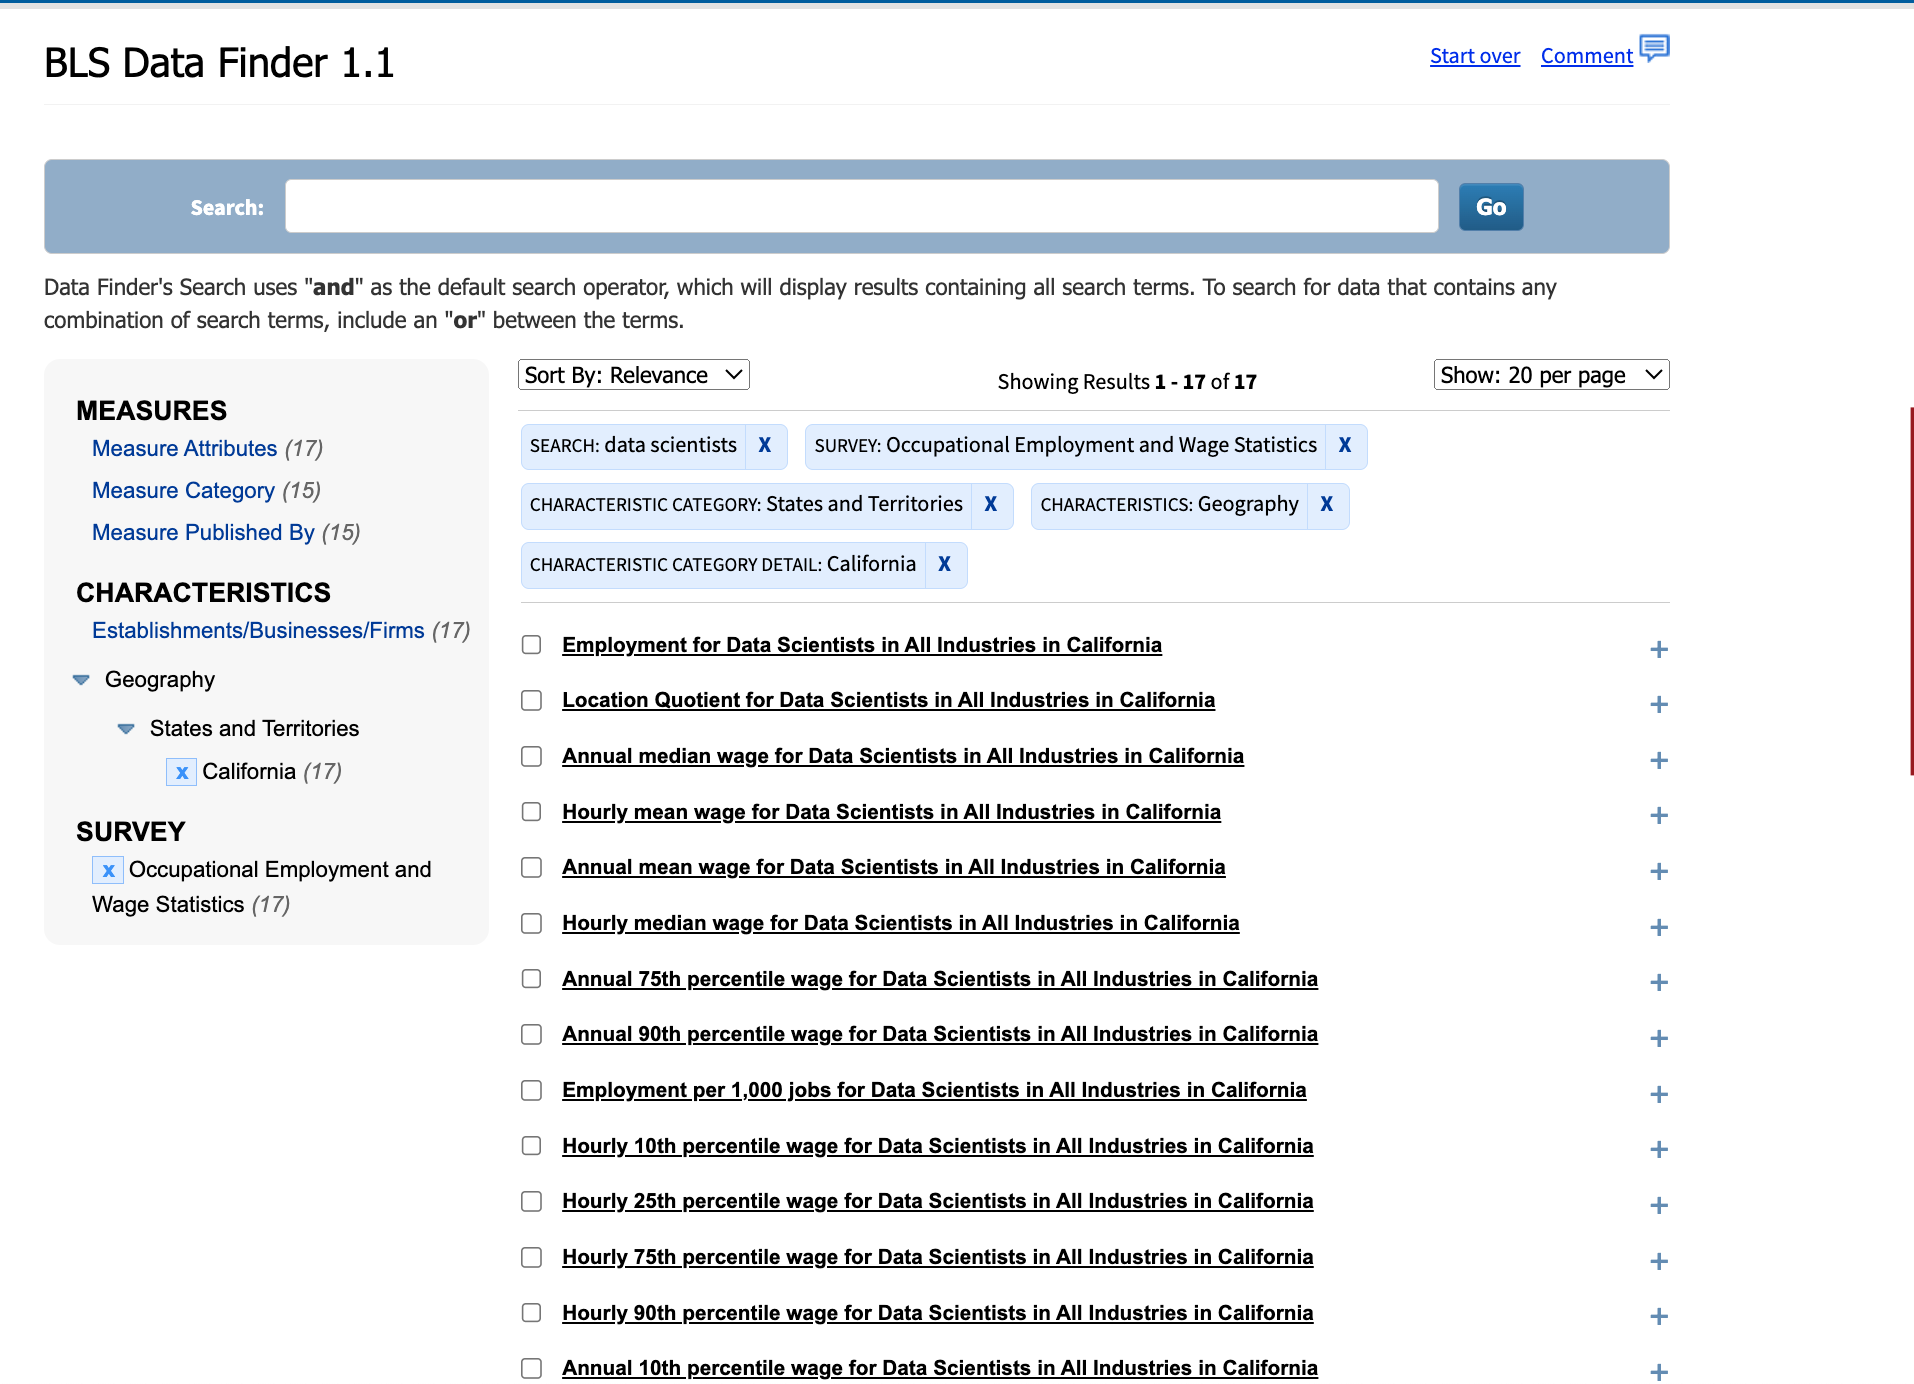 BLS Data Finder 1.1
Start over Comment
Search: Go
Data Finder's Search uses "and" as the default search operator, which will display results containing all search terms. To search for data that contains any
combination of search terms, include an "or" between the terms.
MEASURES
Measure Attributes (17)
Measure Category (15)
Measure Published By (15)
CHARACTERISTICS
Establishments/Businesses/Firms (17)
Geography
States and Territories
x California (17)
SURVEY
x Occupational Employment and
Wage Statistics (17)
Sort By: Relevance
Showing Results 1 - 17 of 17
Show: 20 per page
SEARCH: data scientists X SURVEY: Occupational Employment and Wage Statistics X
CHARACTERISTIC CATEGORY: States and Territories X CHARACTERISTICS: Geography X
CHARACTERISTIC CATEGORY DETAIL: California X
Employment for Data Scientists in All Industries in California +
Location Quotient for Data Scientists in All Industries in California +
Annual median wage for Data Scientists in All Industries in California +
Hourly mean wage for Data Scientists in All Industries in California +
Annual mean wage for Data Scientists in All Industries in California +
Hourly median wage for Data Scientists in All Industries in California +
Annual 75th percentile wage for Data Scientists in All Industries in California +
Annual 90th percentile wage for Data Scientists in All Industries in California +
Employment per 1,000 jobs for Data Scientists in All Industries in California +
Hourly 10th percentile wage for Data Scientists in All Industries in California +
Hourly 25th percentile wage for Data Scientists in All Industries in California +
Hourly 75th percentile wage for Data Scientists in All Industries in California +
Hourly 90th percentile wage for Data Scientists in All Industries in California +
Annual 10th percentile wage for Data Scientists in All Industries in California +